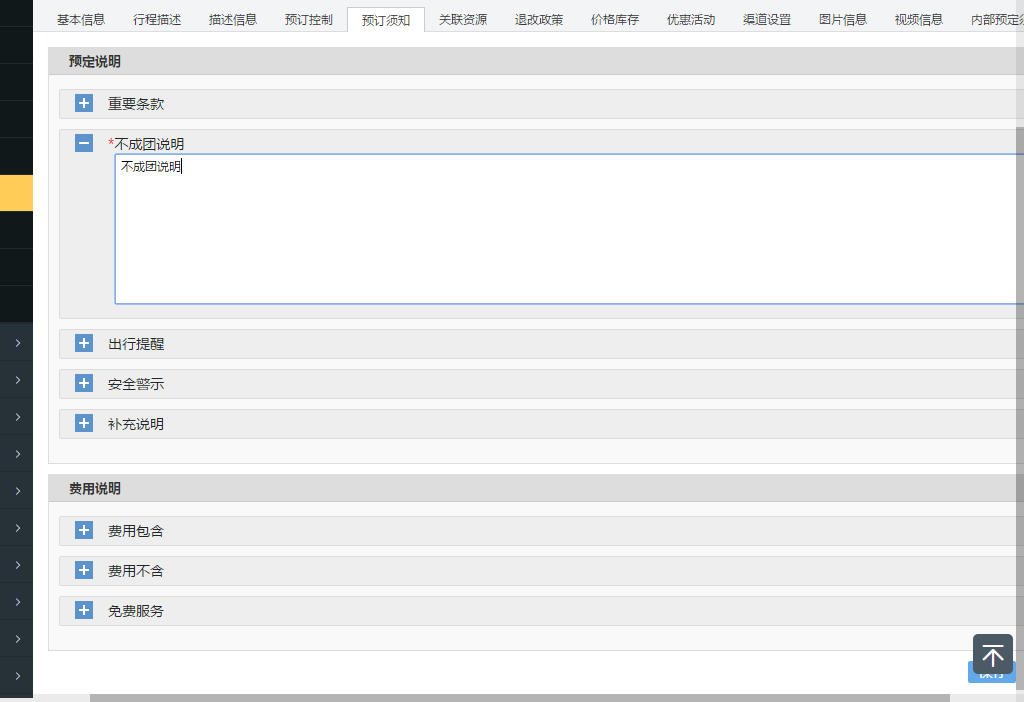 基本信息 行程描述 描述信息 预订控制 预订须知 关联资源 退改政策 价格库存 优惠活动 渠道设置 图片信息 视频信息 内部预定
预定说明
重要条款
*不成团说明
不成团说明
出行提醒
安全警示
补充说明
费用说明
费用包含
费用不含
免费服务